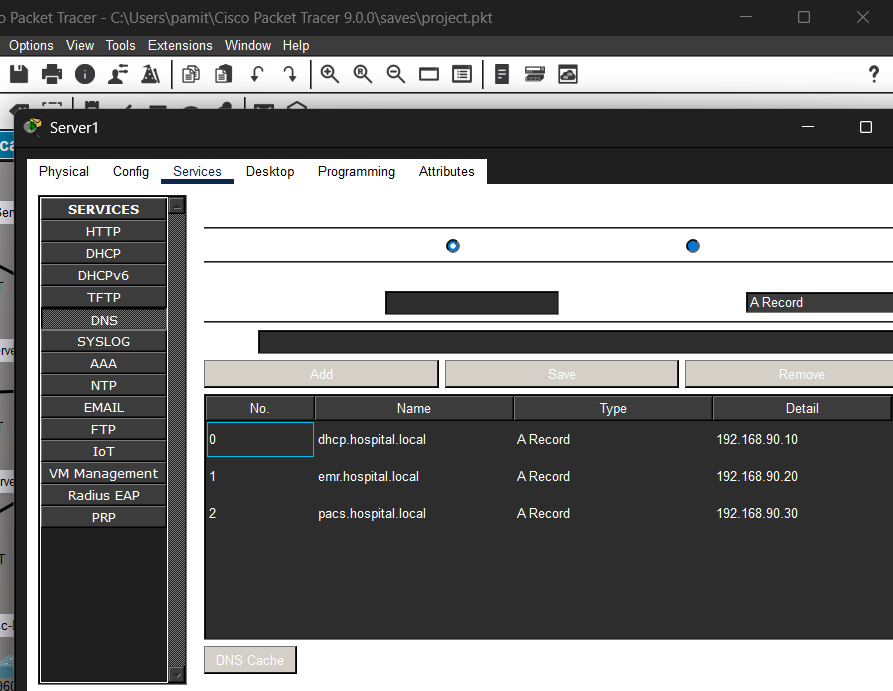 o Packet Tracer - C:\Users\pamit\Cisco Packet Tracer 9.0.0\saves\project.pkt
Options View Tools Extensions Window Help
?
Server1
Physical Config Services Desktop Programming Attributes
SERVICES
HTTP
DHCP
DHCPv6
TFTP
DNS
SYSLOG
AAA
NTP
EMAIL
FTP
IoT
VM Management
Radius EAP
PRP
A Record
Add Save Remove
No. Name Type Detail
0 dhcp.hospital.local A Record 192.168.90.10
1 emr.hospital.local A Record 192.168.90.20
2 pacs.hospital.local A Record 192.168.90.30
DNS Cache